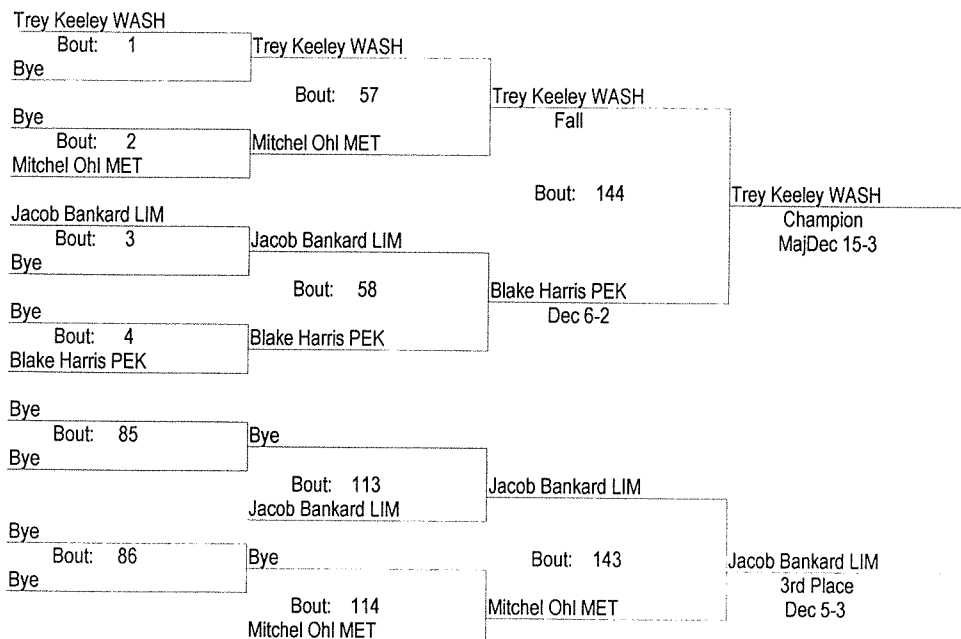 Trey Keeley WASH
Bout: 1
Bye
Trey Keeley WASH
Bout: 57
Bye
Bout: 2
Mitchel Ohl MET
Mitchel Ohl MET
Trey Keeley WASH
Fall
Bout: 144
Jacob Bankard LIM
Bout: 3
Bye
Jacob Bankard LIM
Bout: 58
Bye
Bout: 4
Blake Harris PEK
Blake Harris PEK
Blake Harris PEK
Dec 6-2
Trey Keeley WASH
Champion
MajDec 15-3
Bye
Bout: 85
Bye
Bye
Bout: 113
Jacob Bankard LIM
Jacob Bankard LIM
Bye
Bout: 86
Bye
Bye
Bout: 114
Mitchel Ohl MET
Bout: 143
Mitchel Ohl MET
Jacob Bankard LIM
3rd Place
Dec 5-3